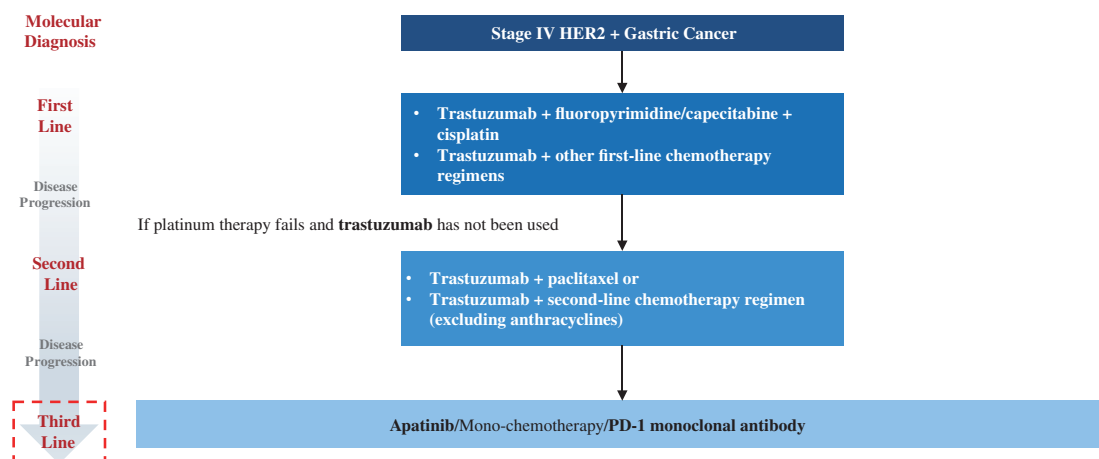 Molecular
Diagnosis
Stage IV HER2 + Gastric Cancer
First
Line
• Trastuzumab + fluoropyrimidine/capecitabine +
cisplatin
• Trastuzumab + other first-line chemotherapy
regimens
Disease
Progression
If platinum therapy fails and trastuzumab has not been used
Second
Line
• Trastuzumab + paclitaxel or
• Trastuzumab + second-line chemotherapy regimen
(excluding anthracyclines)
Disease
Progression
Third
Line
Apatinib/Mono-chemotherapy/PD-1 monoclonal antibody